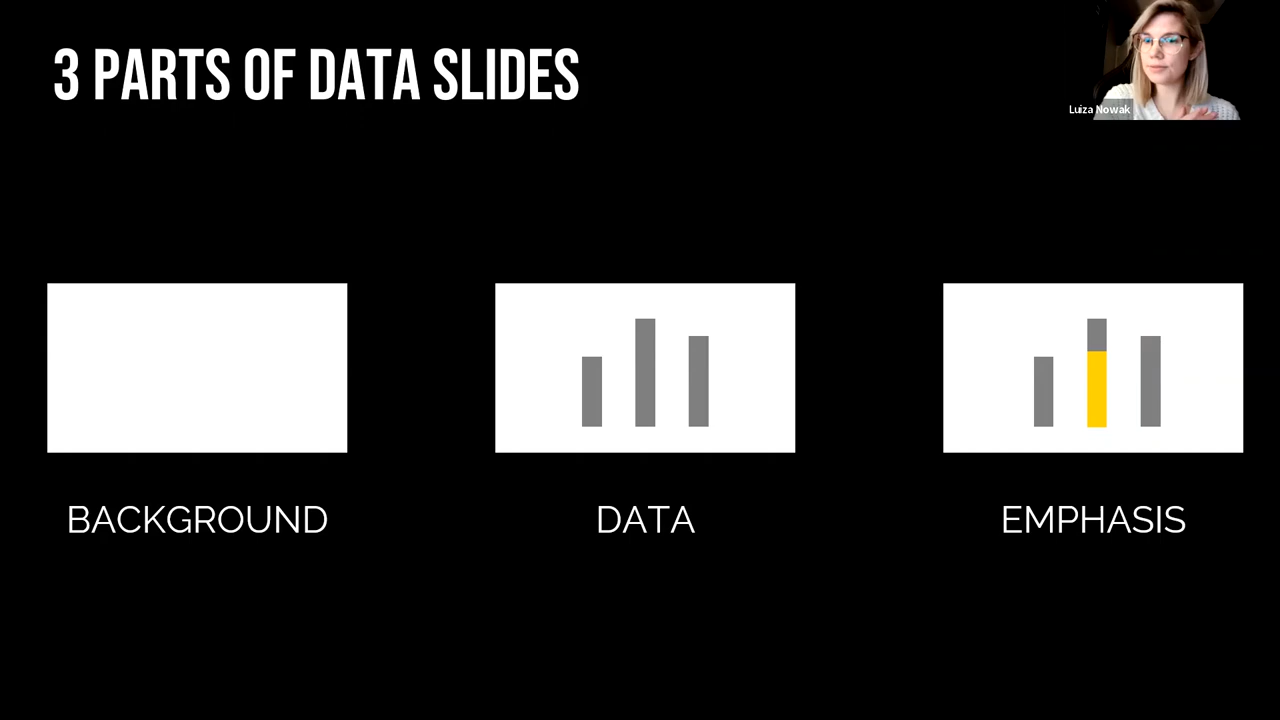 3 PARTS OF DATA SLIDES
Luiza Nowak
BACKGROUND
DATA
EMPHASIS